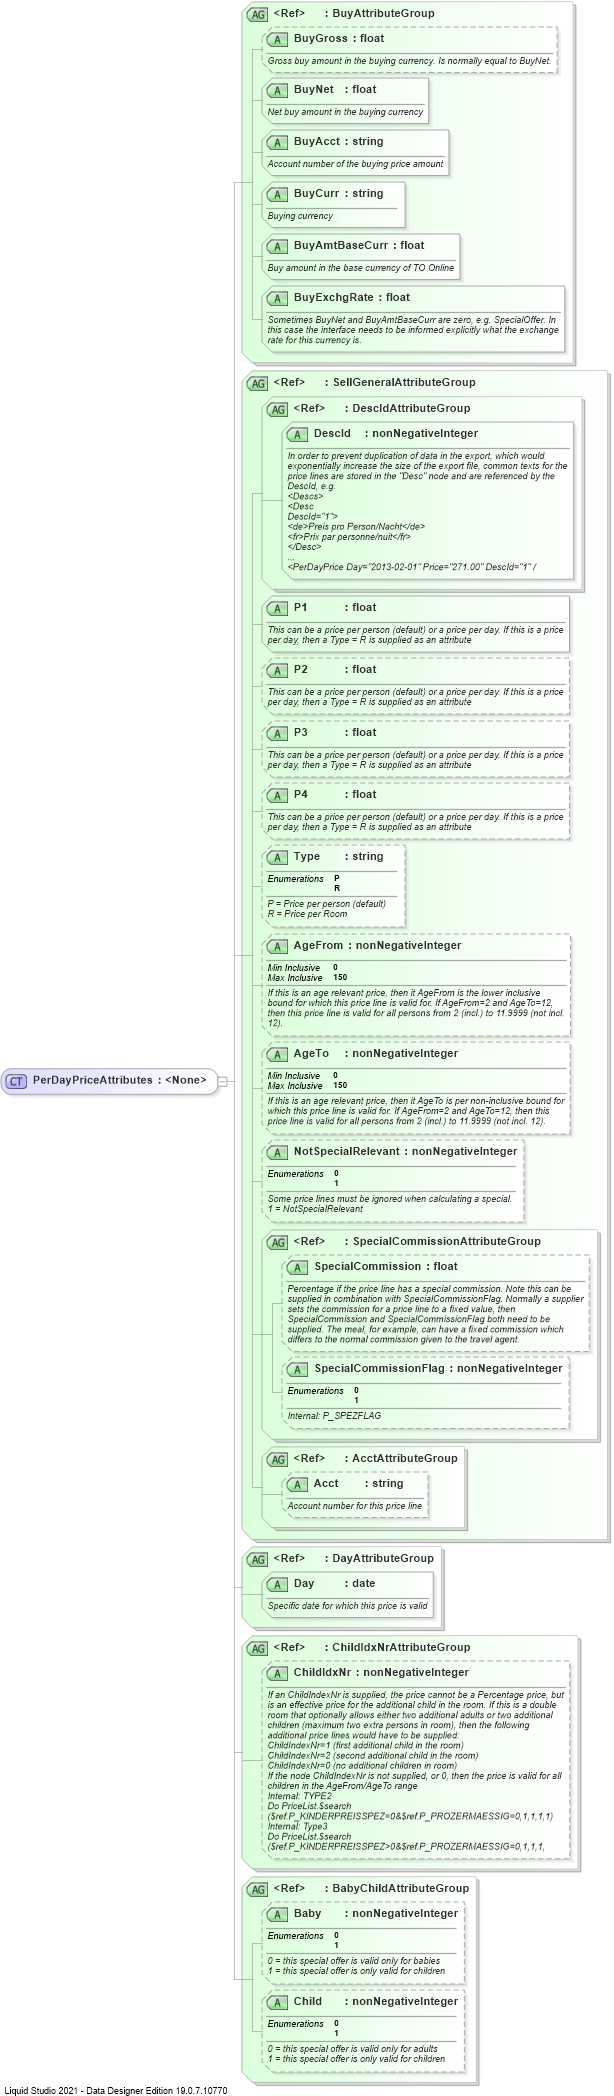 AG <Ref> : BuyAttributeGroup
A BuyGross : float
Gross buy amount in the buying currency. Is normally equal to BuyNet.
A BuyNet : float
Net buy amount in the buying currency
A BuyAcct : string
Account number of the buying price amount
A BuyCurr : string
Buying currency
A BuyAmtBaseCurr : float
Buy amount in the base currency of TO Online
A BuyExchgRate : float
Sometimes BuyNet and BuyAmtBaseCurr are zero, e.g. SpecialOffer. In
this case the interface needs to be informed explicitly what the exchange
rate for this currency is.
AG <Ref> : SellGeneralAttributeGroup
AG <Ref> : DescIdAttributeGroup
A DescId : nonNegativeInteger
In order to prevent duplication of data in the export, which would
exponentially increase the size of the export file, common texts for the
price lines are stored in the "Desc" node and are referenced by the
DescId, e.g.
<Descs>
<Desc
DescId="1">
<de>Preis pro Person/Nacht</de>
<fr>Prix par personne/nuit</fr>
</Desc>
...
<PerDayPrice Day="2013-02-01" Price="271.00" DescId="1" /
A P1 : float
This can be a price per person (default) or a price per day. If this is a price
per day, then a Type = R is supplied as an attribute
A P2 : float
This can be a price per person (default) or a price per day. If this is a price
per day, then a Type = R is supplied as an attribute
A P3 : float
This can be a price per person (default) or a price per day. If this is a price
per day, then a Type = R is supplied as an attribute
A P4 : float
This can be a price per person (default) or a price per day. If this is a price
per day, then a Type = R is supplied as an attribute
A Type : string
Enumerations P
R
P = Price per person (default)
R = Price per Room
A AgeFrom : nonNegativeInteger
Min Inclusive 0
Max Inclusive 150
If this is an age relevant price, then it AgeFrom is the lower inclusive
bound for which this price line is valid for. If AgeFrom=2 and AgeTo=12,
then this price line is valid for all persons from 2 (incl.) to 11.9999 (not incl.
12).
A AgeTo : nonNegativeInteger
Min Inclusive 0
Max Inclusive 150
If this is an age relevant price, then it AgeTo is per non-inclusive bound for
which this price line is valid for. If AgeFrom=2 and AgeTo=12, then this
price line is valid for all persons from 2 (incl.) to 11.9999 (not incl. 12).
CT PerDayPriceAttributes : <None>
A NotSpecialRelevant : nonNegativeInteger
Enumerations 0
1
Some price lines must be ignored when calculating a special.
1 = NotSpecialRelevant
AG <Ref> : SpecialCommissionAttributeGroup
A SpecialCommission : float
Percentage if the price line has a special commission. Note this can be
supplied in combination with SpecialCommissionFlag. Normally a supplier
sets the commission for a price line to a fixed value, then
SpecialCommission and SpecialCommissionFlag both need to be
supplied. The meal, for example, can have a fixed commission which
differs to the normal commission given to the travel agent.
A SpecialCommissionFlag : nonNegativeInteger
Enumerations 0
1
Internal: P_SPEZFLAG
AG <Ref> : AcctAttributeGroup
A Acct : string
Account number for this price line
AG <Ref> : DayAttributeGroup
A Day : date
Specific date for which this price is valid
AG <Ref> : ChildIdxNrAttributeGroup
A ChildIdxNr : nonNegativeInteger
If an ChildIndexNr is supplied, the price cannot be a Percentage price, but
is an effective price for the additional child in the room. If this is a double
room that optionally allows either two additional adults or two additional
children (maximum two extra persons in room), then the following
additional price lines would have to be supplied:
ChildIndexNr=1 (first additional child in the room)
ChildIndexNr=2 (second additional child in the room)
ChildIndexNr=0 (no additional children in room)
If the node ChildIndexNr is not supplied, or 0, then the price is valid for all
children in the AgeFrom/AgeTo range
Internal: TYPE2
Do PriceList.$search
($ref.P_KINDERPREISSPEZ=0&$ref.P_PROZERMAESSIG=0,1,1,1,1)
Internal: Type3
Do PriceList.$search
($ref.P_KINDERPREISSPEZ>0&$ref.P_PROZERMAESSIG=0,1,1,1,
AG <Ref> : BabyChildAttributeGroup
A Baby : nonNegativeInteger
Enumerations 0
1
0 = this special offer is valid only for babies
1 = this special offer is only valid for children
A Child : nonNegativeInteger
Enumerations 0
1
0 = this special offer is valid only for adults
1 = this special offer is only valid for children
Liquid Studio 2021 - Data Designer Edition 19.0.7.10770